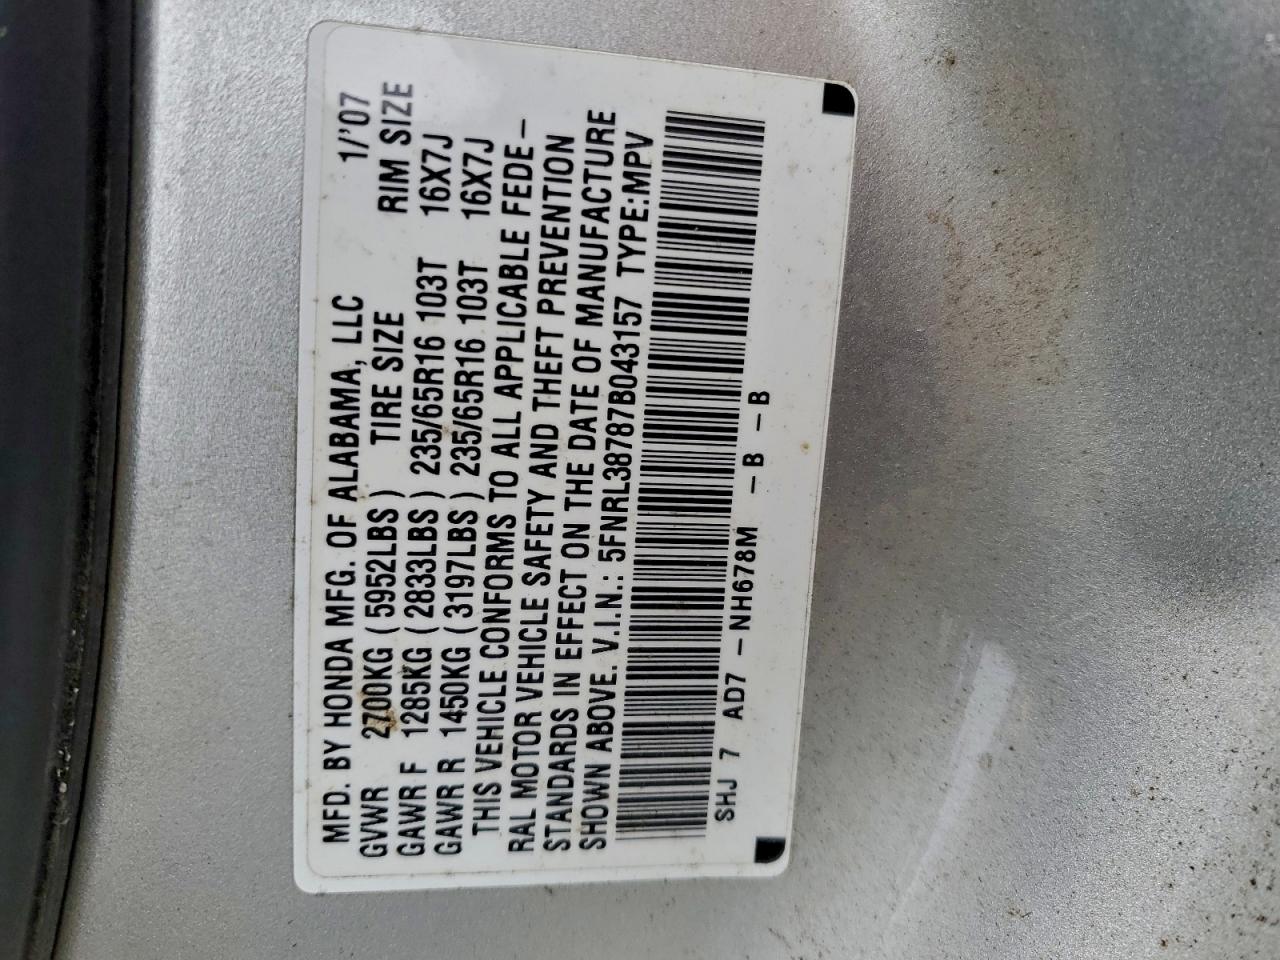 MFD. BY HONDA MFG. OF ALABAMA, LLC 1/'07
GVWR 2700KG (5952LBS) TIRE SIZE RIM SIZE
GAWR F 1285KG (2833LBS) 235/65R16 103T 16X7J
GAWR R 1450KG (3197LBS) 235/65R16 103T 16X7J
THIS VEHICLE CONFORMS TO ALL APPLICABLE FEDE-
RAL MOTOR VEHICLE SAFETY AND THEFT PREVENTION
STANDARDS IN EFFECT ON THE DATE OF MANUFACTURE
SHOWN ABOVE. V.I.N.: 5FNRL38787B043157 TYPE:MPV
SHJ 7 AD7 -NH678M -B -B